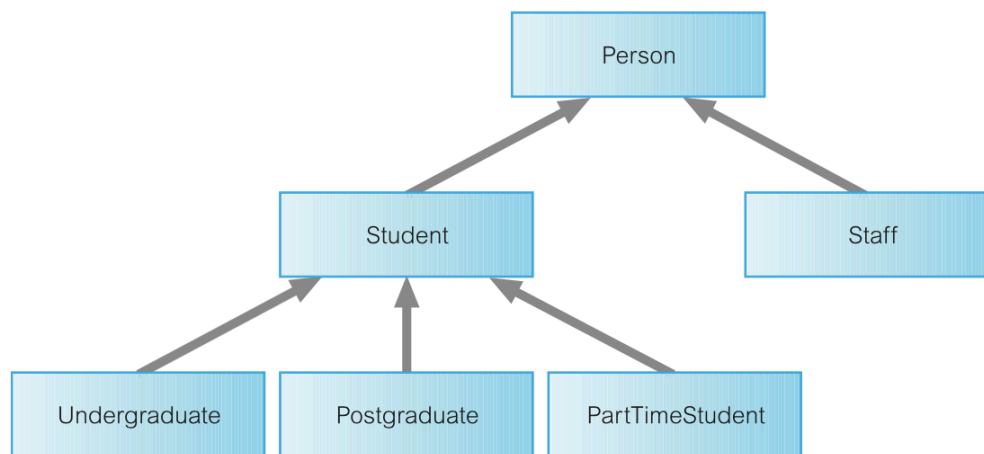 Person
Student
Staff
Undergraduate
Postgraduate
PartTimeStudent